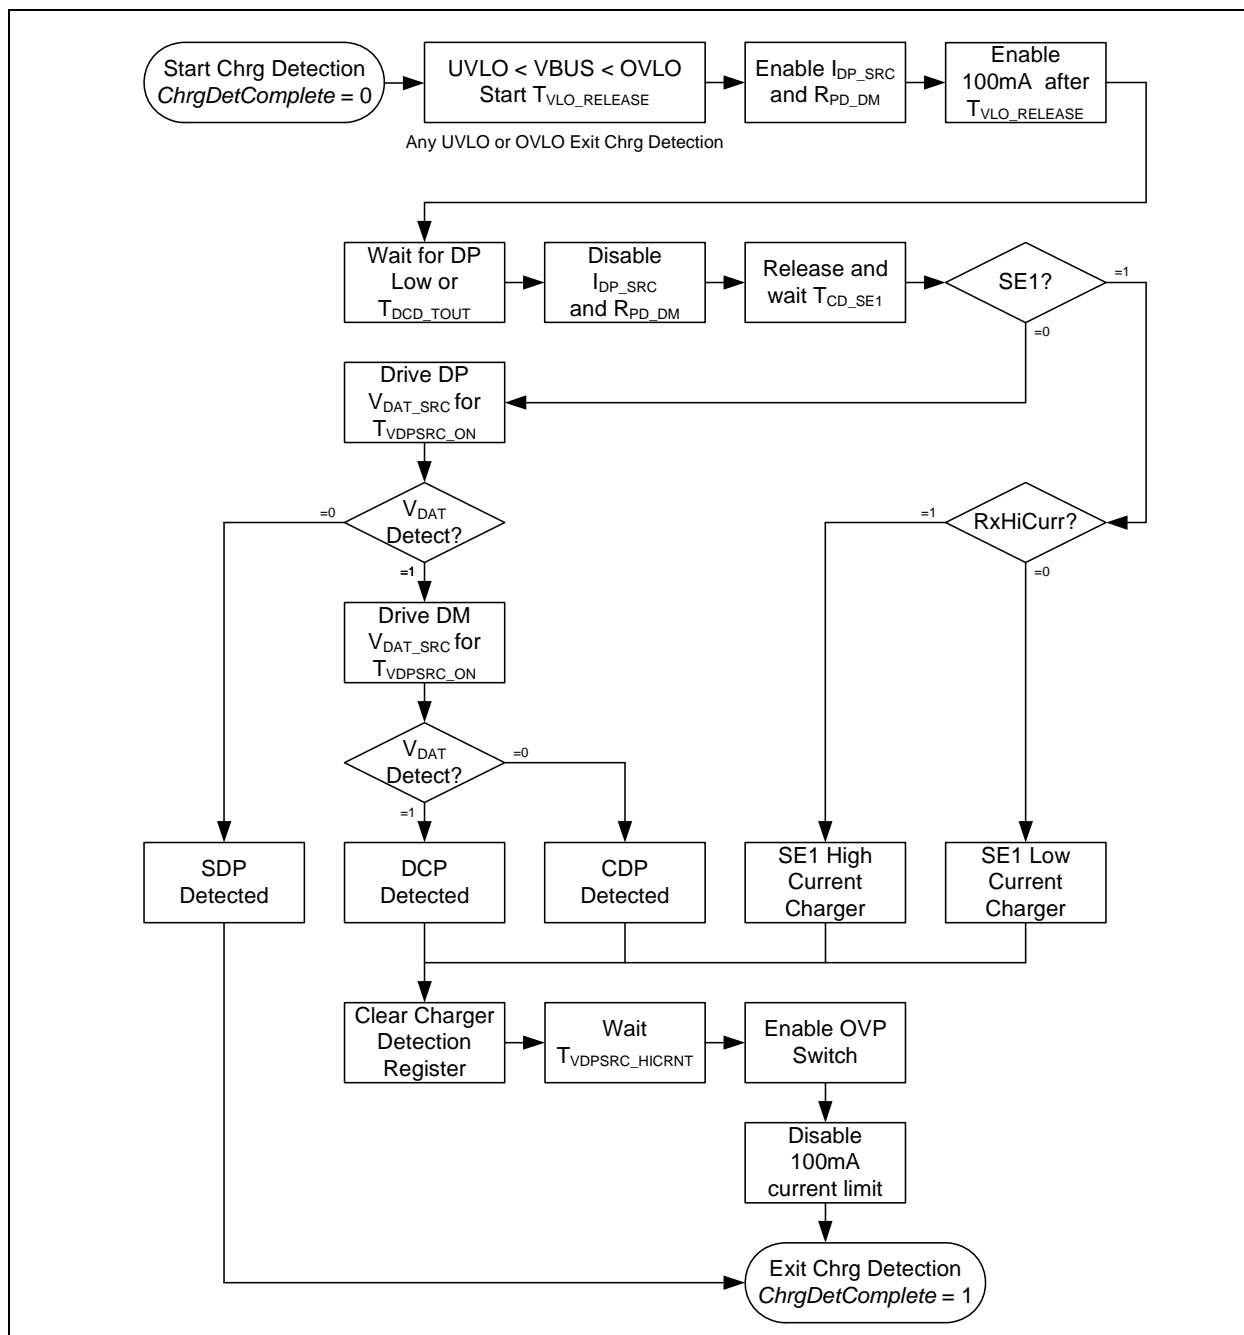 Start Chrg Detection
ChrgDetComplete = 0
UVLO < VBUS < OVLO
Start TVLO_RELEASE
Enable IDP_SRC
and RPD_DM
Enable
100mA after
TVLO_RELEASE
Any UVLO or OVLO Exit Chrg Detection
Wait for DP
Low or
TDCD_TOUT
Disable
IDP_SRC
and RPD_DM
Release and
wait TCD_SE1
SE1?
=1
=0
Drive DP
VDAT_SRC for
TVDPSRC_ON
VDAT
Detect?
=0
=1
RxHiCurr?
=1
=0
Drive DM
VDAT_SRC for
TVDPSRC_ON
VDAT
Detect?
=0
=1
SDP
Detected
DCP
Detected
CDP
Detected
SE1 High
Current
Charger
SE1 Low
Current
Charger
Clear Charger
Detection
Register
Wait
TVDPSRC_HICRNT
Enable OVP
Switch
Disable
100mA
current limit
Exit Chrg Detection
ChrgDetComplete = 1